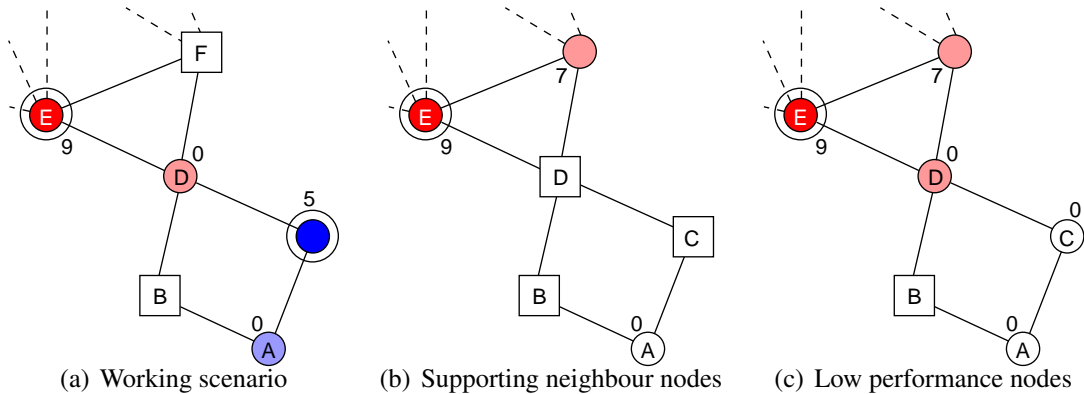 F
E
9
0
D
5
B
0
A
(a) Working scenario
7
E
9
D
C
B
0
A
(b) Supporting neighbour nodes
7
E
9
0
D
0
C
B
0
A
(c) Low performance nodes